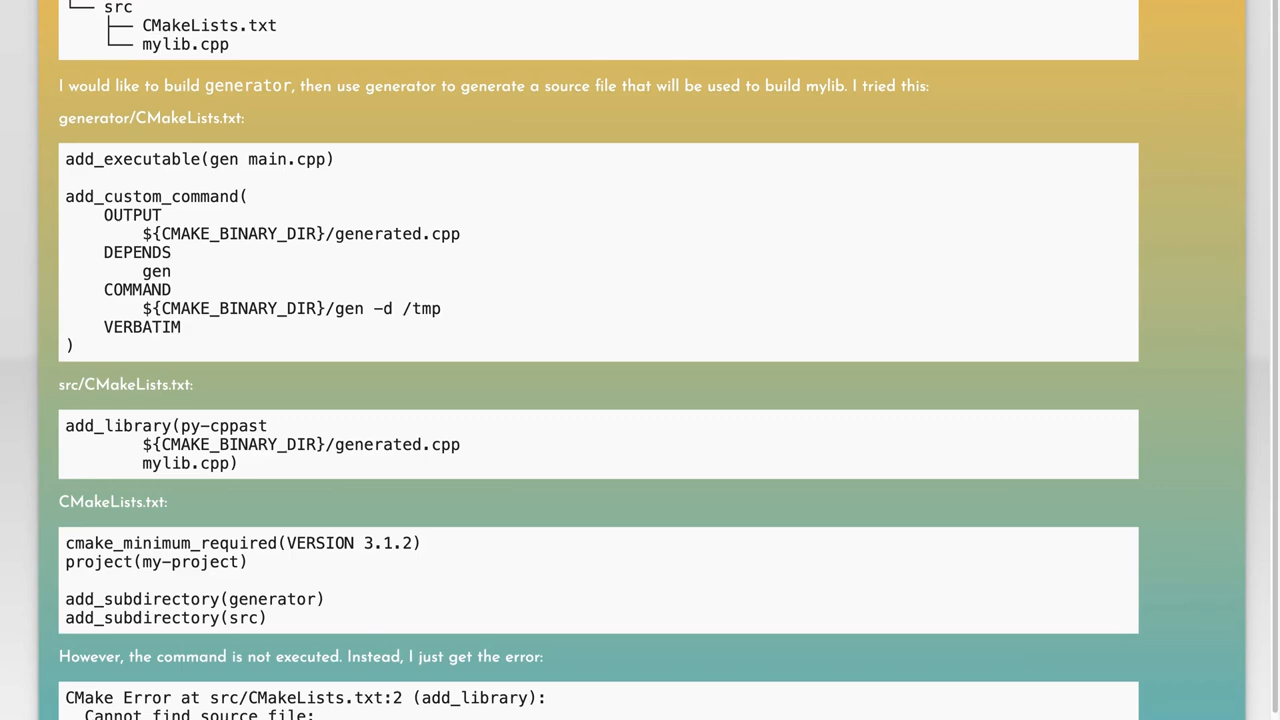 └── src
├── CMakeLists.txt
└── mylib.cpp
I would like to build generator, then use generator to generate a source file that will be used to build mylib. I tried this:
generator/CMakeLists.txt:
add_executable(gen main.cpp)
add_custom_command(
OUTPUT
${CMAKE_BINARY_DIR}/generated.cpp
DEPENDS
gen
COMMAND
${CMAKE_BINARY_DIR}/gen -d /tmp
VERBATIM
)
src/CMakeLists.txt:
add_library(py-cppast
${CMAKE_BINARY_DIR}/generated.cpp
mylib.cpp)
CMakeLists.txt:
cmake_minimum_required(VERSION 3.1.2)
project(my-project)
add_subdirectory(generator)
add_subdirectory(src)
However, the command is not executed. Instead, I just get the error:
CMake Error at src/CMakeLists.txt:2 (add_library):
Cannot find source file: